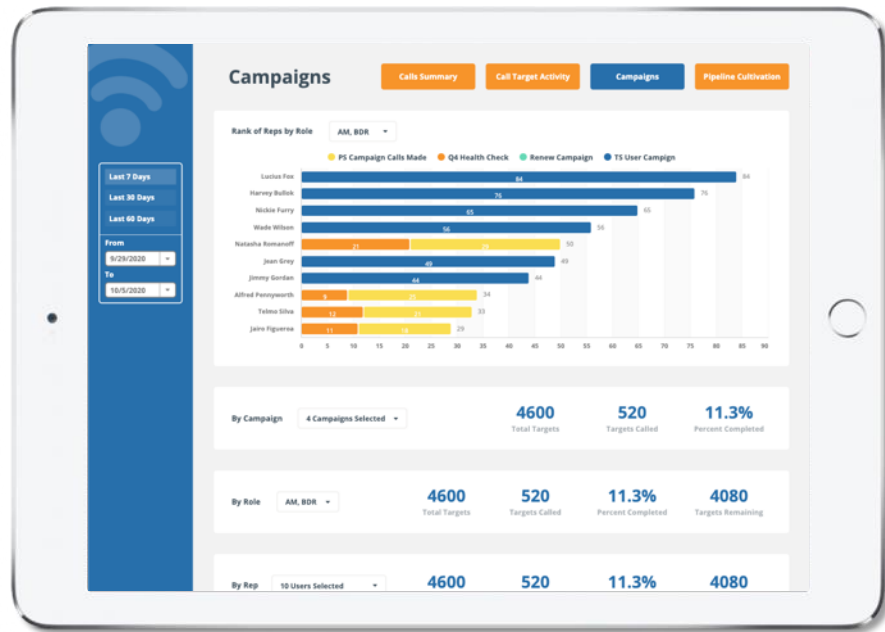 Campaigns
Calls Summary
Call Target Activity
Campaigns
Pipeline Cultivation
Rank of Reps by Role
AM, BDR
PS Campaign Calls Made
Q4 Health Check
Renew Campaign
TS User Campign
Last 7 Days
Last 30 Days
Last 60 Days
From
9/29/2020
To
10/5/2020
Lucius Fox 84 84
Harvey Bullok 76 76
Nickie Furry 65 65
Wade Wilson 56 56
Natasha Romanoff 21 29 50
Jean Grey 49 49
Jimmy Gordan 44 44
Alfred Pennyworth 9 25 34
Telmo Silva 12 21 33
Jairo Figueroa 11 18 29
0 5 10 15 20 25 30 35 40 45 50 55 60 65 70 75 80 85 90
By Campaign
4 Campaigns Selected
4600 520 11.3%
Total Targets Targets Called Percent Completed
By Role
AM, BDR
4600 520 11.3% 4080
Total Targets Targets Called Percent Completed Targets Remaining
By Rep
10 Users Selected
4600 520 11.3% 4080